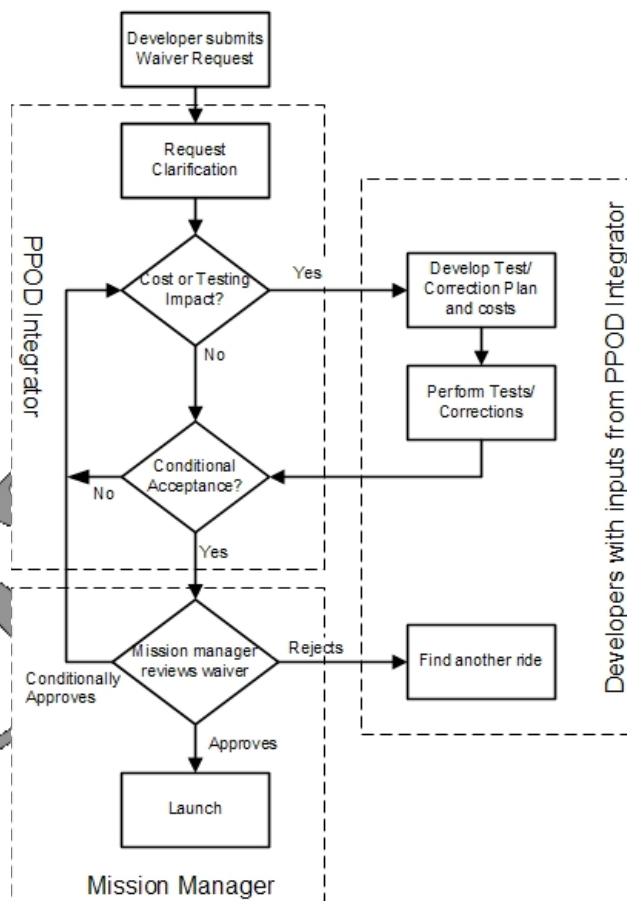 Developer submits
Waiver Request
Request
Clarification
PPOD Integrator
Cost or Testing
Impact?
Yes
No
Develop Test/
Correction Plan
and costs
Perform Tests/
Corrections
Developers with inputs from PPOD Integrator
Conditional
Acceptance?
No
Yes
Mission manager
reviews waiver
Rejects
Find another ride
Conditionally
Approves
Approves
Launch
Mission Manager